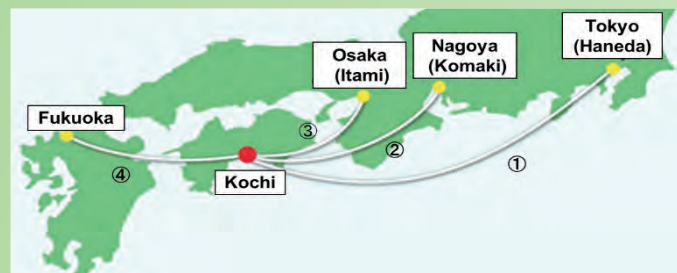 Tokyo
(Haneda)
Nagoya
(Komaki)
Osaka
(Itami)
Fukuoka
③
②
①
④
Kochi